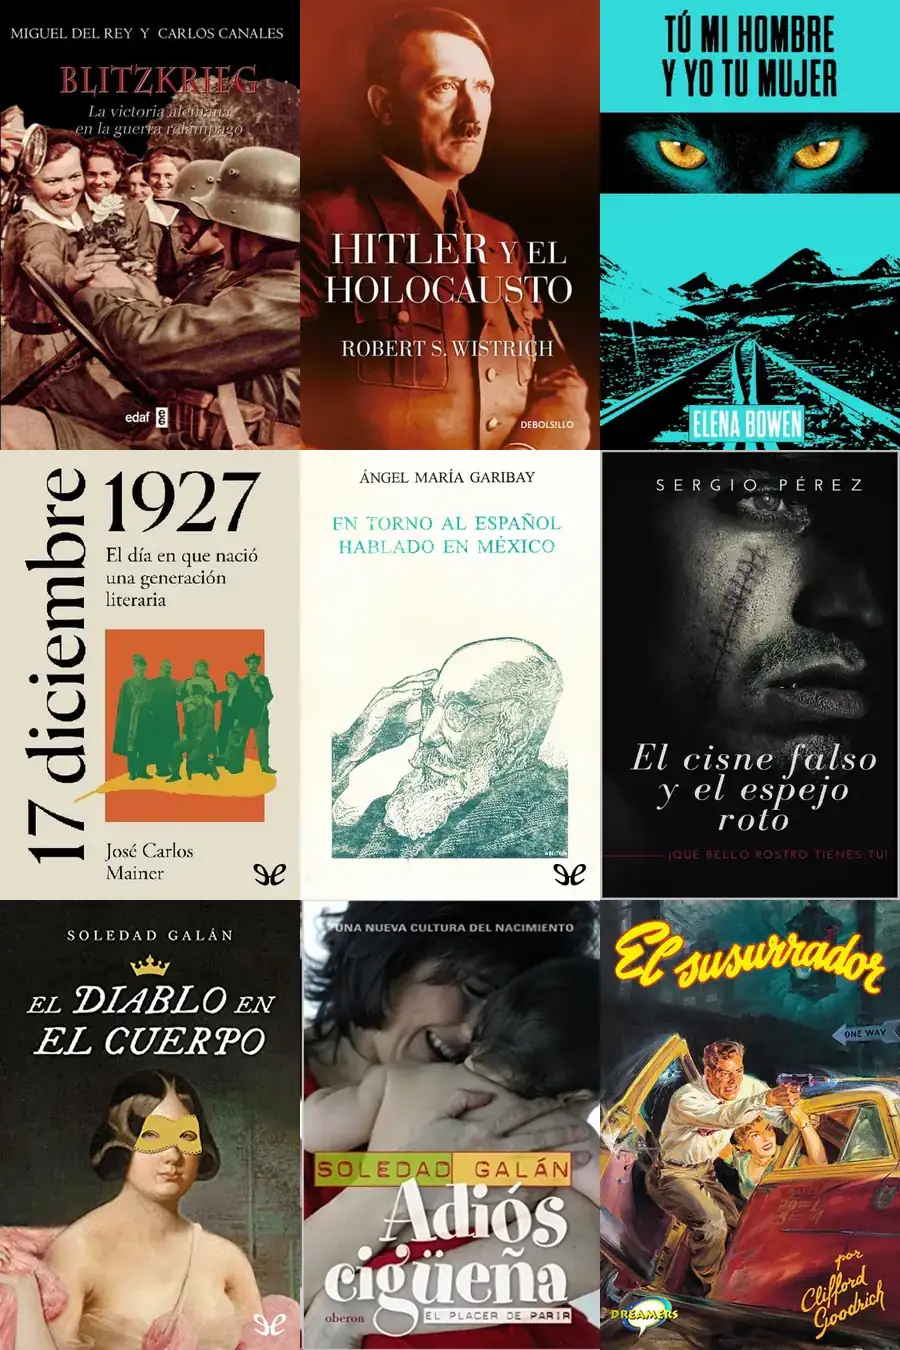 MIGUEL DEL REY Y CARLOS CANALES
BLITZKRIEG
La victoria alemana
en la guerra relámpago
edaf
HITLER Y EL
HOLOCAUSTO
ROBERT S. WISTRICH
DEBOLSILLO
TÚ MI HOMBRE
Y YO TU MUJER
ELENA BOWEN
17 diciembre
1927
El día en que nació
una generación
literaria
José Carlos
Mainer
ÁNGEL MARÍA GARIBAY
EN TORNO AL ESPAÑOL
HABLADO EN MÉXICO
SERGIO PÉREZ
El cisne falso
y el espejo
roto
¡QUÉ BELLO ROSTRO TIENES TÚ!
SOLEDAD GALÁN
EL DIABLO EN
EL CUERPO
UNA NUEVA CULTURA DEL NACIMIENTO
SOLEDAD GALÁN
Adiós
cigüeña
oberon
EL PLACER DE PARIR
El susurrador
ONE WAY
por
Clifford
Goodrich
DREAMERS